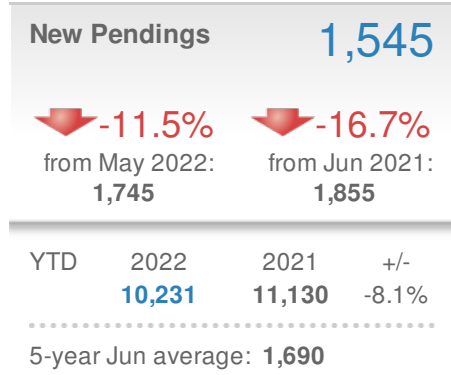 New Pendings 1,545
-11.5% -16.7%
from May 2022: from Jun 2021:
1,745 1,855
YTD 2022 2021 +/-
10,231 11,130 -8.1%
5-year Jun average: 1,690